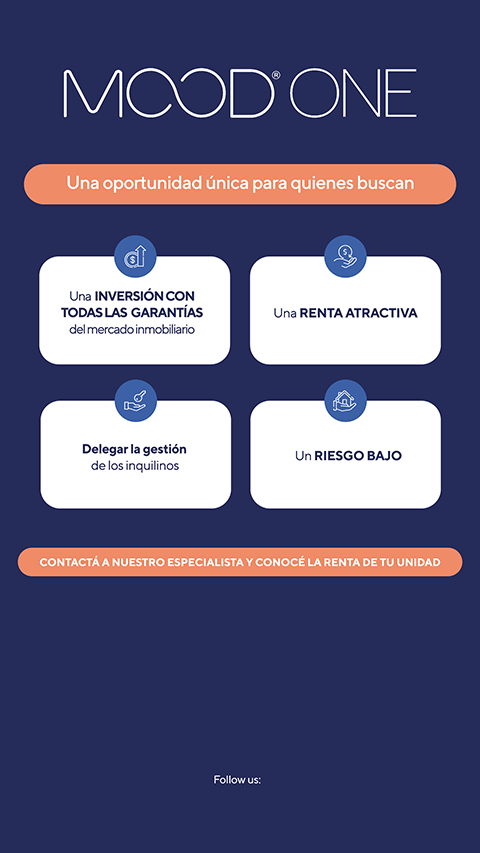 MOOD® ONE
Una oportunidad única para quienes buscan
Una INVERSIÓN CON
TODAS LAS GARANTÍAS
del mercado inmobiliario
Una RENTA ATRACTIVA
Delegar la gestión
de los inquilinos
Un RIESGO BAJO
CONTACTÁ A NUESTRO ESPECIALISTA Y CONOCÉ LA RENTA DE TU UNIDAD
Follow us: